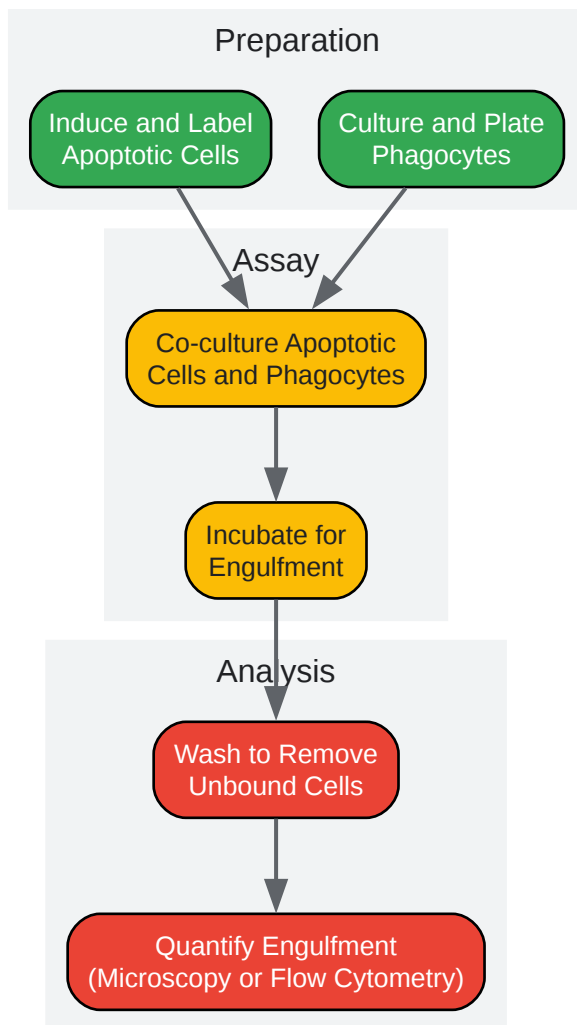 Preparation
Induce and Label
Apoptotic Cells
Culture and Plate
Phagocytes
Assay
Co-culture Apoptotic
Cells and Phagocytes
Incubate for
Engulfment
Analysis
Wash to Remove
Unbound Cells
Quantify Engulfment
(Microscopy or Flow Cytometry)